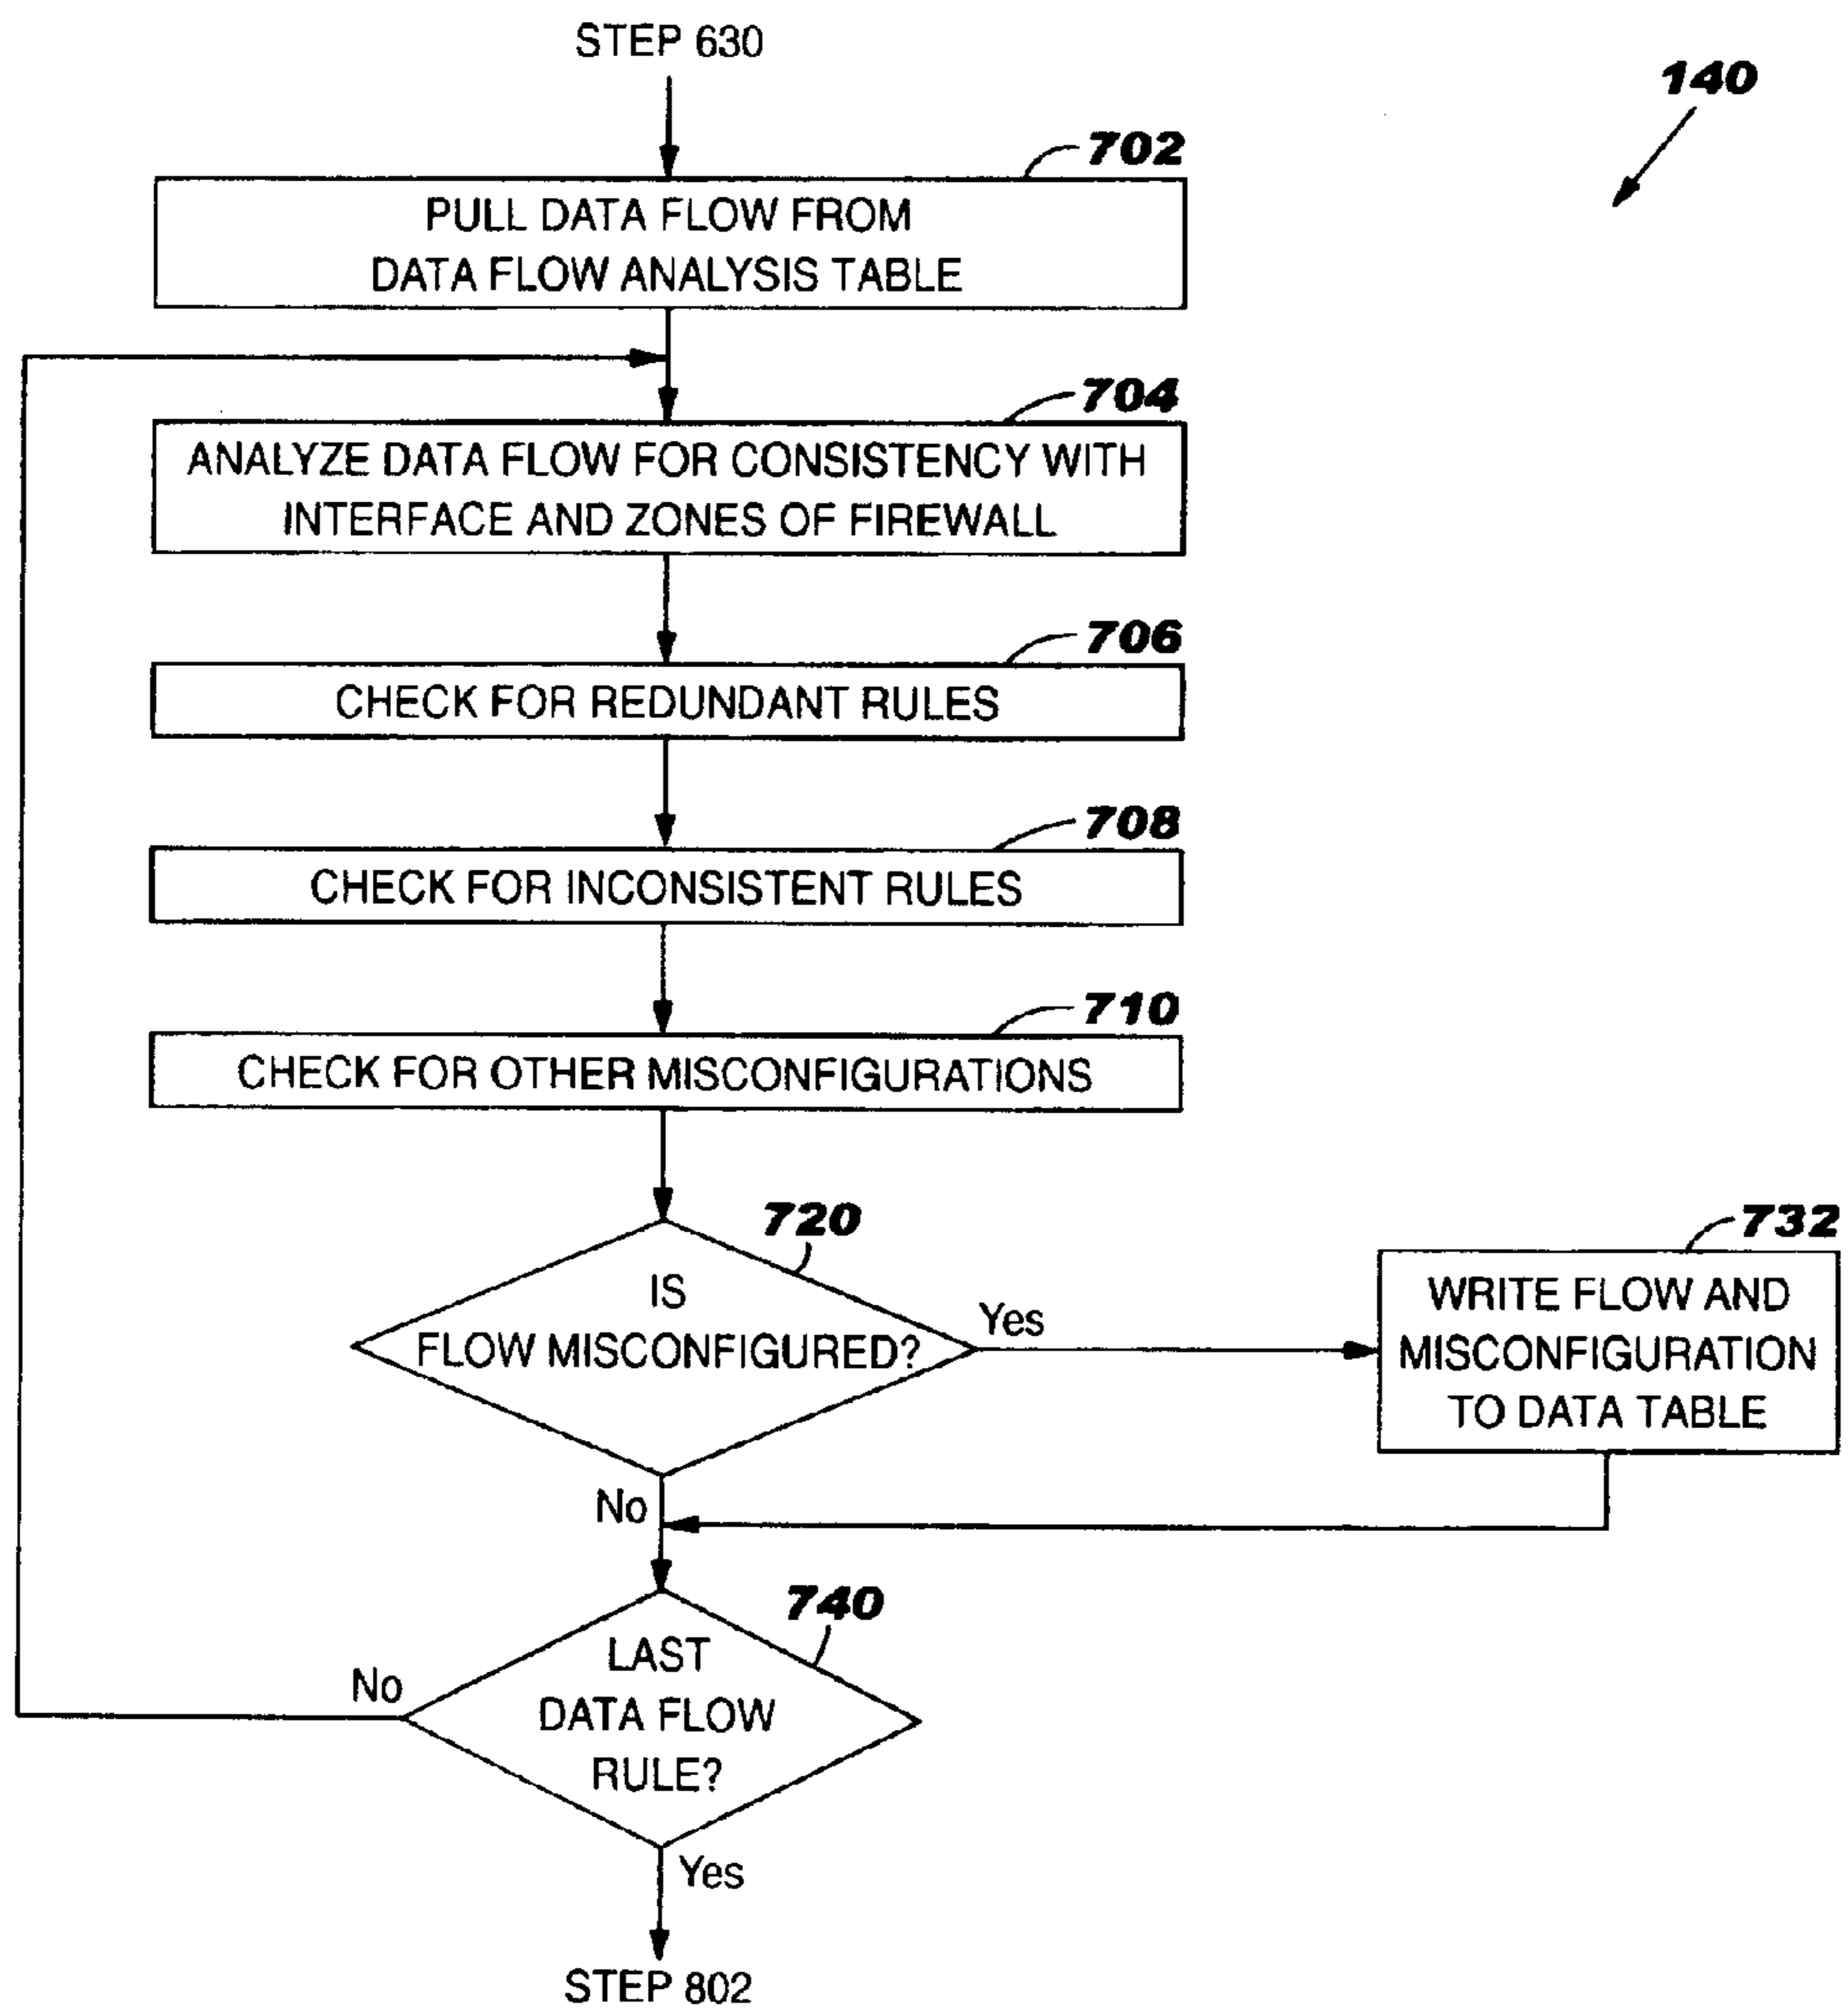 STEP 630
140
702
PULL DATA FLOW FROM
DATA FLOW ANALYSIS TABLE
704
ANALYZE DATA FLOW FOR CONSISTENCY WITH
INTERFACE AND ZONES OF FIREWALL
706
CHECK FOR REDUNDANT RULES
708
CHECK FOR INCONSISTENT RULES
710
CHECK FOR OTHER MISCONFIGURATIONS
720
IS
FLOW MISCONFIGURED?
Yes
732
WRITE FLOW AND
MISCONFIGURATION
TO DATA TABLE
No
740
LAST
DATA FLOW
RULE?
No
Yes
STEP 802